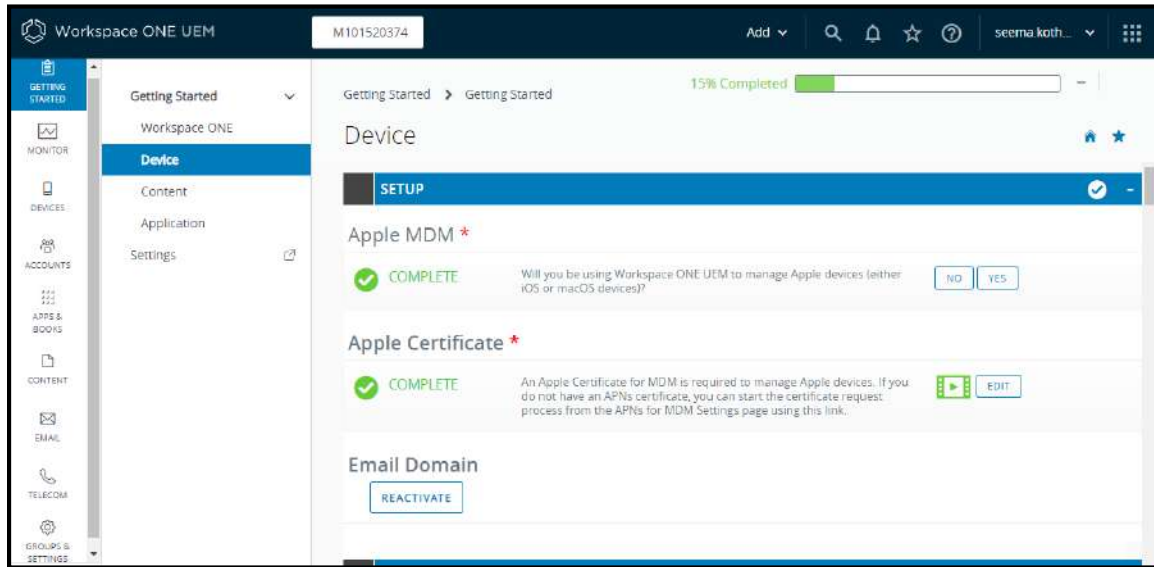 Workspace ONE UEM
M101520374
Add
seema.koth...
GETTING
STARTED
MONITOR
DEVICES
ACCOUNTS
APPS &
BOOKS
CONTENT
EMAIL
TELECOM
GROUPS &
SETTINGS
Getting Started
Workspace ONE
Device
Content
Application
Settings
Getting Started > Getting Started
15% Completed
Device
SETUP
Apple MDM *
COMPLETE
Will you be using Workspace ONE UEM to manage Apple devices (either
iOS or macOS devices)?
NO
YES
Apple Certificate *
COMPLETE
An Apple Certificate for MDM is required to manage Apple devices. If you
do not have an APNs certificate, you can start the certificate request
process from the APNs for MDM Settings page using this link.
EDIT
Email Domain
REACTIVATE